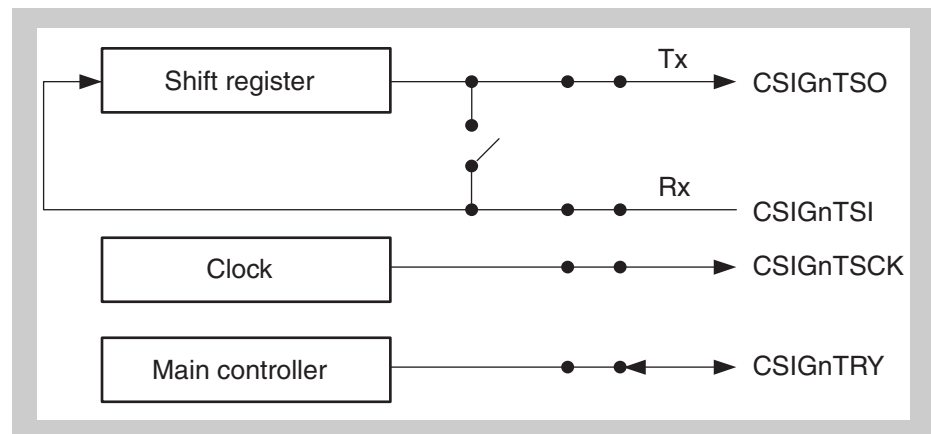 Shift register
Tx
CSIGnTSO
Rx
CSIGnTSI
Clock
CSIGnTSCK
Main controller
CSIGnTRY